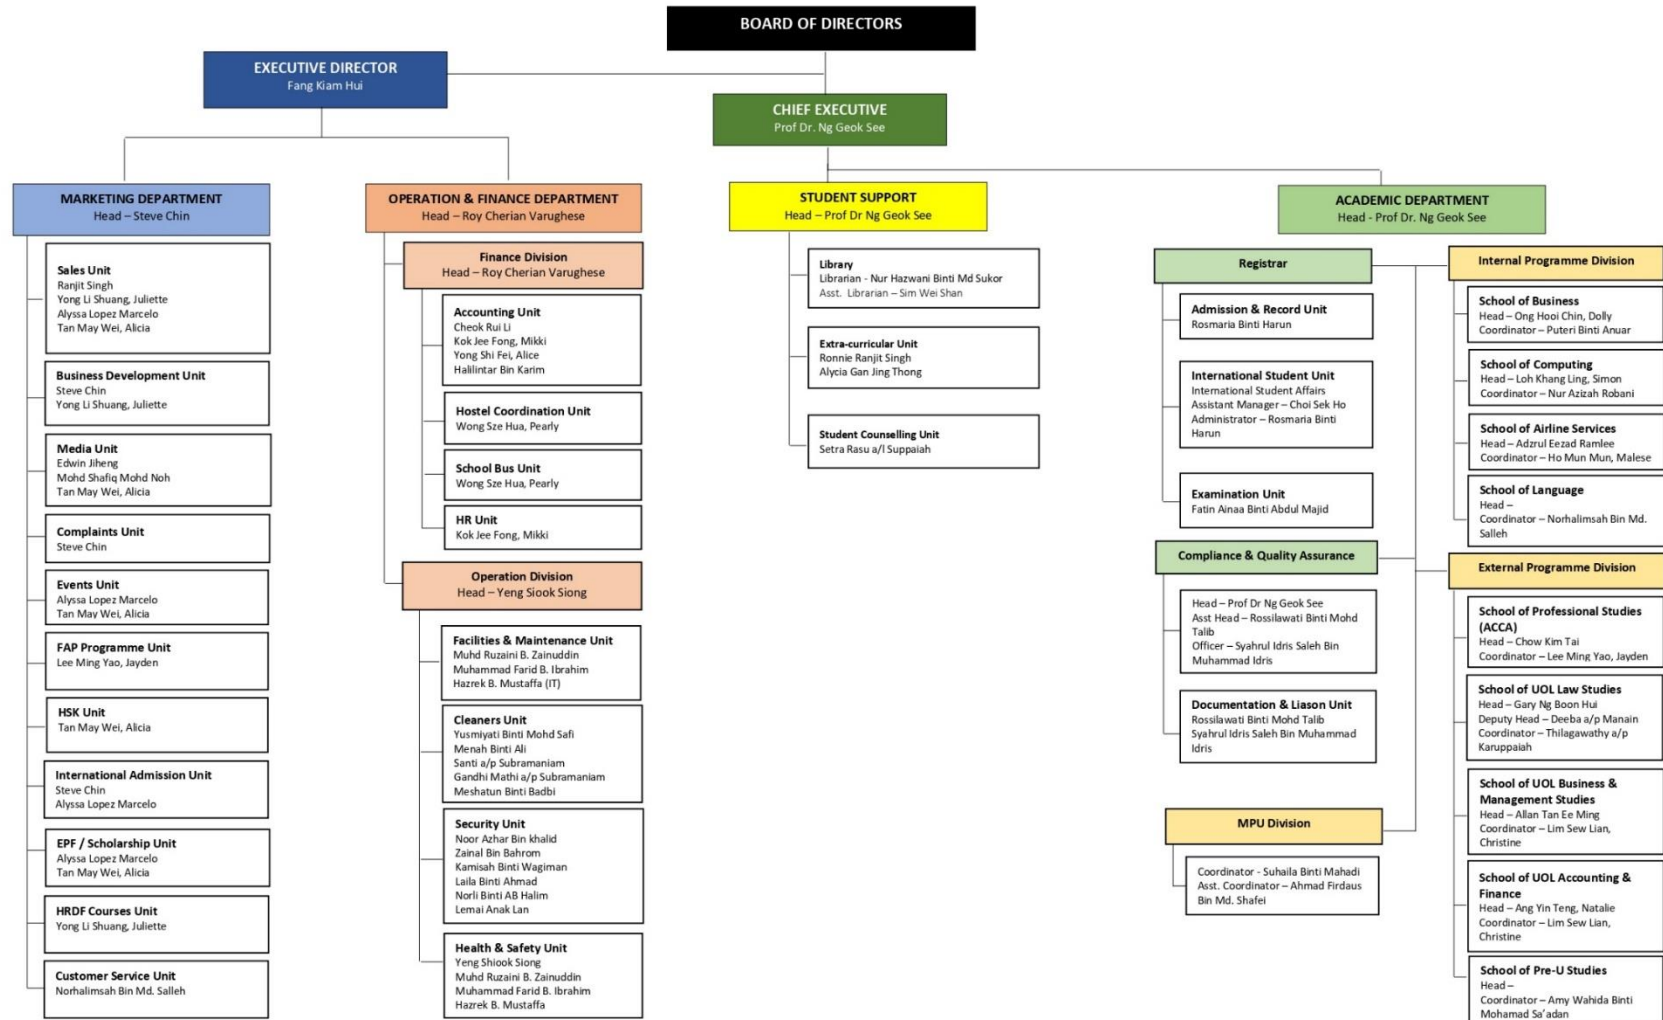 BOARD OF DIRECTORS
EXECUTIVE DIRECTOR
Fang Kiam Hui
CHIEF EXECUTIVE
Prof Dr. Ng Geok See
MARKETING DEPARTMENT
Head – Steve Chin
Sales Unit
Ranjit Singh
Yong Li Shuang, Juliette
Alyssa Lopez Marcelo
Tan May Wei, Alicia
Business Development Unit
Steve Chin
Yong Li Shuang, Juliette
Media Unit
Edwin Jiheng
Mohd Shafiq Mohd Noh
Tan May Wei, Alicia
Complaints Unit
Steve Chin
Events Unit
Alyssa Lopez Marcelo
Tan May Wei, Alicia
FAP Programme Unit
Lee Ming Yao, Jayden
HSK Unit
Tan May Wei, Alicia
International Admission Unit
Steve Chin
Alyssa Lopez Marcelo
EPF / Scholarship Unit
Alyssa Lopez Marcelo
Tan May Wei, Alicia
HRDF Courses Unit
Yong Li Shuang, Juliette
Customer Service Unit
Norhalimsah Bin Md. Salleh
OPERATION & FINANCE DEPARTMENT
Head – Roy Cherian Varughese
Finance Division
Head – Roy Cherian Varughese
Accounting Unit
Cheok Rui Li
Kok Jee Fong, Mikki
Yong Shi Fei, Alice
Halilintar Bin Karim
Hostel Coordination Unit
Wong Sze Hua, Pearly
School Bus Unit
Wong Sze Hua, Pearly
HR Unit
Kok Jee Fong, Mikki
Operation Division
Head – Yeng Siook Siong
Facilities & Maintenance Unit
Muhd Ruzaini B. Zainuddin
Muhammad Farid B. Ibrahim
Hazrek B. Mustaffa (IT)
Cleaners Unit
Yusmiyati Binti Mohd Safi
Menah Binti Ali
Santi a/p Subramaniam
Gandhi Mathi a/p Subramaniam
Meshatun Binti Badbi
Security Unit
Noor Azhar Bin khalid
Zainal Bin Bahrom
Kamisah Binti Wagiman
Laila Binti Ahmad
Norli Binti AB Halim
Lemai Anak Lan
Health & Safety Unit
Yeng Shiook Siong
Muhd Ruzaini B. Zainuddin
Muhammad Farid B. Ibrahim
Hazrek B. Mustaffa
STUDENT SUPPORT
Head – Prof Dr Ng Geok See
Library
Librarian - Nur Hazwani Binti Md Sukor
Asst. Librarian – Sim Wei Shan
Extra-curricular Unit
Ronnie Ranjit Singh
Alycia Gan Jing Thong
Student Counselling Unit
Setra Rasu a/l Suppaiah
ACADEMIC DEPARTMENT
Head - Prof Dr. Ng Geok See
Registrar
Admission & Record Unit
Rosmaria Binti Harun
International Student Unit
International Student Affairs
Assistant Manager – Choi Sek Ho
Administrator – Rosmaria Binti
Harun
Examination Unit
Fatin Ainaa Binti Abdul Majid
Compliance & Quality Assurance
Head – Prof Dr Ng Geok See
Asst Head – Rossilawati Binti Mohd
Talib
Officer – Syahrul Idris Saleh Bin
Muhammad Idris
Documentation & Liason Unit
Rossilawati Binti Mohd Talib
Syahrul Idris Saleh Bin Muhammad
Idris
MPU Division
Coordinator - Suhaila Binti Mahadi
Asst. Coordinator – Ahmad Firdaus
Bin Md. Shafei
Internal Programme Division
School of Business
Head – Ong Hooi Chin, Dolly
Coordinator – Puteri Binti Anuar
School of Computing
Head – Loh Khang Ling, Simon
Coordinator – Nur Azizah Robani
School of Airline Services
Head – Adzrul Eezad Ramlee
Coordinator – Ho Mun Mun, Malese
School of Language
Head –
Coordinator – Norhalimsah Bin Md.
Salleh
External Programme Division
School of Professional Studies
(ACCA)
Head – Chow Kim Tai
Coordinator – Lee Ming Yao, Jayden
School of UOL Law Studies
Head – Gary Ng Boon Hui
Deputy Head – Deeba a/p Manain
Coordinator – Thilagawathy a/p
Karuppaiah
School of UOL Business &
Management Studies
Head – Allan Tan Ee Ming
Coordinator – Lim Sew Lian,
Christine
School of UOL Accounting &
Finance
Head – Ang Yin Teng, Natalie
Coordinator – Lim Sew Lian,
Christine
School of Pre-U Studies
Head –
Coordinator – Amy Wahida Binti
Mohamad Sa'adan